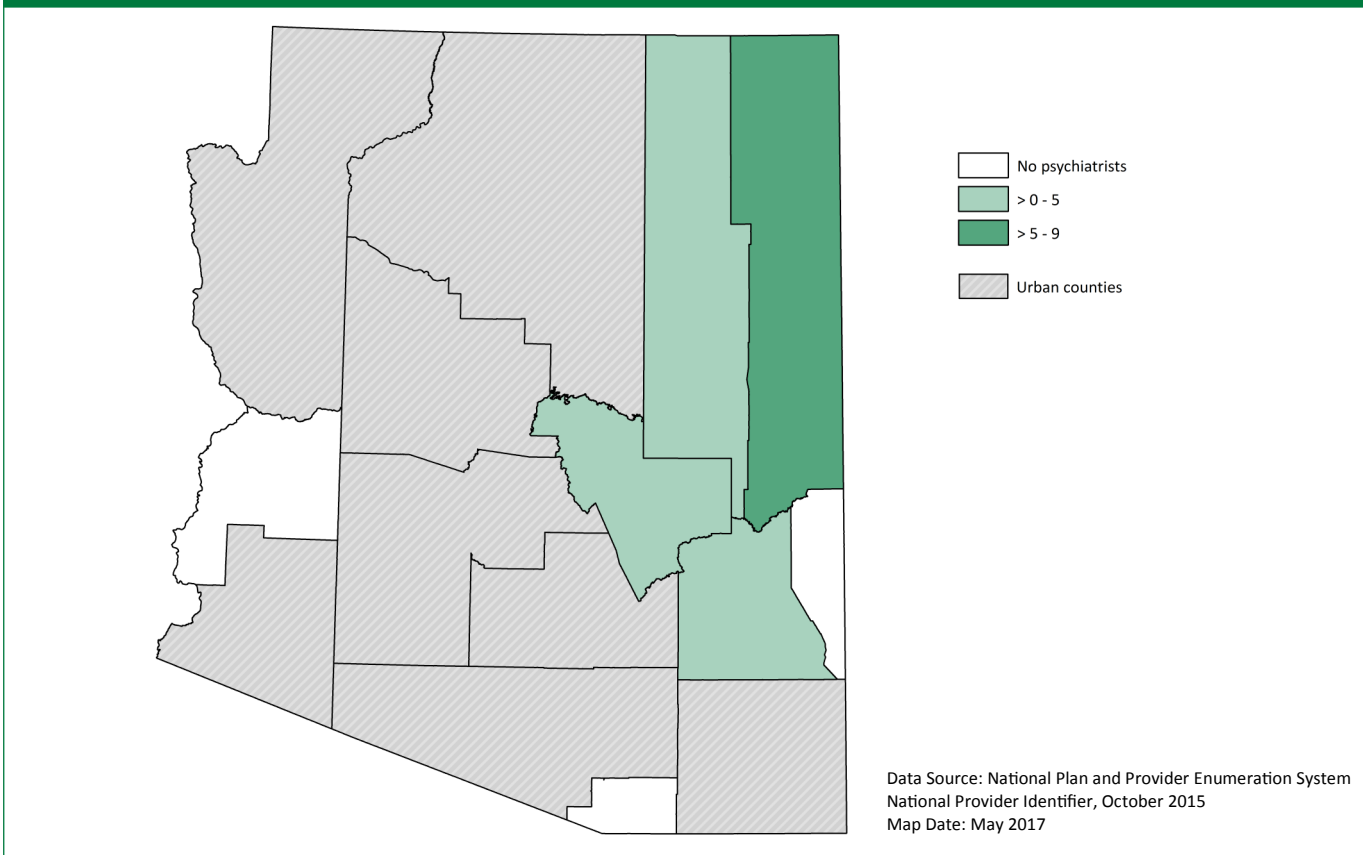 No psychiatrists
> 0 - 5
> 5 - 9
Urban counties
Data Source: National Plan and Provider Enumeration System
National Provider Identifier, October 2015
Map Date: May 2017